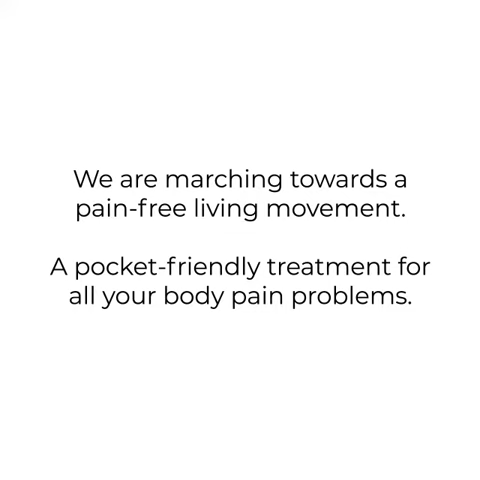 We are marching towards a
pain-free living movement.
A pocket-friendly treatment for
all your body pain problems.